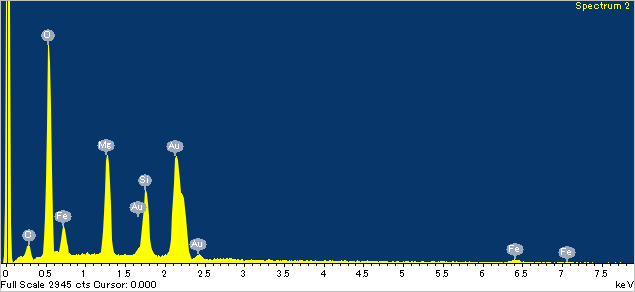 Spectrum 2
O
Mg
Au
Si
Au
Fe
C
Au
Fe
Fe
0 0.5 1 1.5 2 2.5 3 3.5 4 4.5 5 5.5 6 6.5 7 7.5
Full Scale 2945 cts Cursor: 0.000 keV